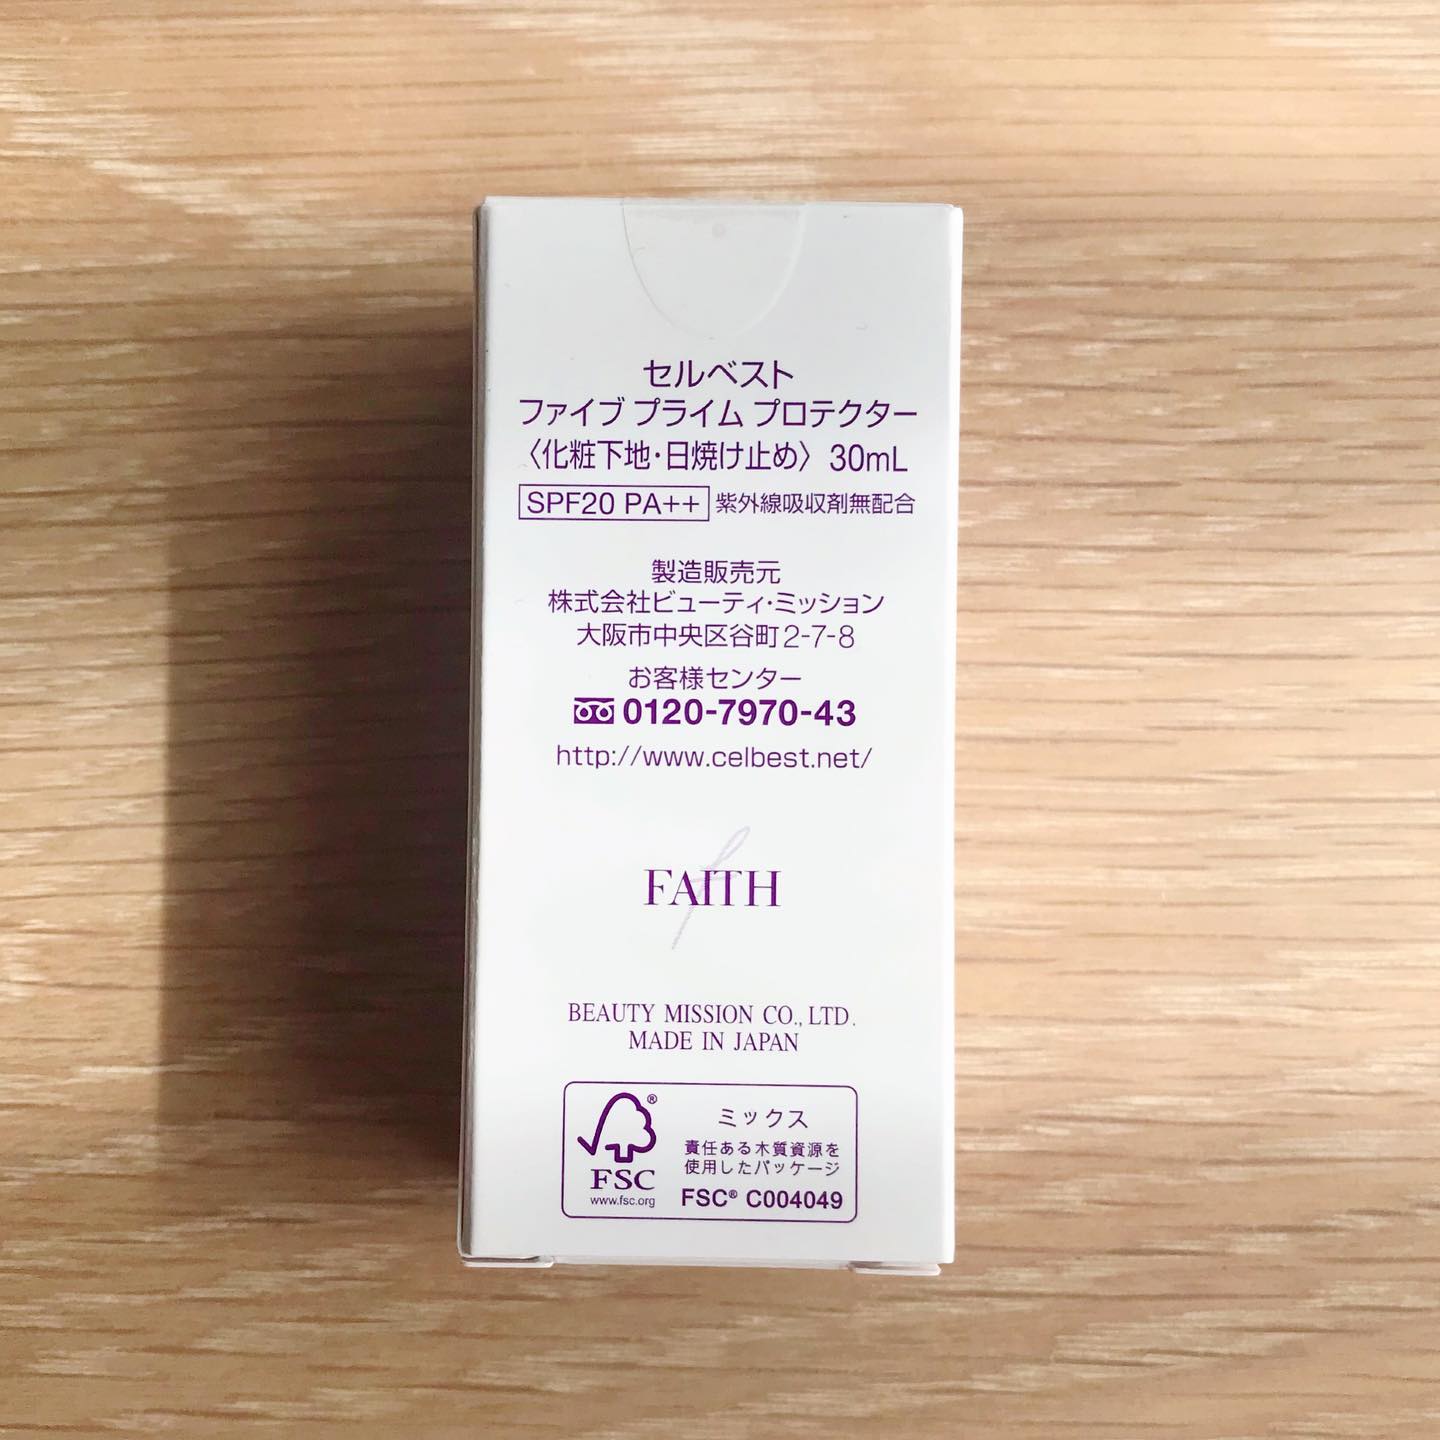 セルベスト
ファイブ プライム プロテクター
〈化粧下地・日焼け止め〉 30mL
SPF20 PA++ 紫外線吸収剤無配合
製造販売元
株式会社ビューティ・ミッション
大阪市中央区谷町2-7-8
お客様センター
0120-7970-43
http://www.celbest.net/
f
FAITH
BEAUTY MISSION CO., LTD.
MADE IN JAPAN
®
FSC
www.fsc.org
ミックス
責任ある木質資源を
使用したパッケージ
FSC® C004049